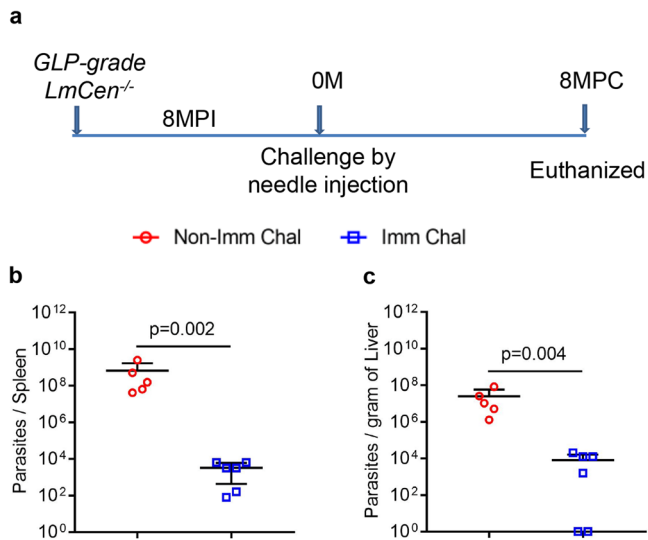 a
GLP-grade
LmCen-/-
8MPI
0M
8MPC
Challenge by
needle injection
Euthanized
Non-Imm Chal
Imm Chal
b
Parasites / Spleen
10^12
10^10
10^8
10^6
10^4
10^2
10^0
p=0.002
c
Parasites / gram of Liver
10^12
10^10
10^8
10^6
10^4
10^2
10^0
p=0.004